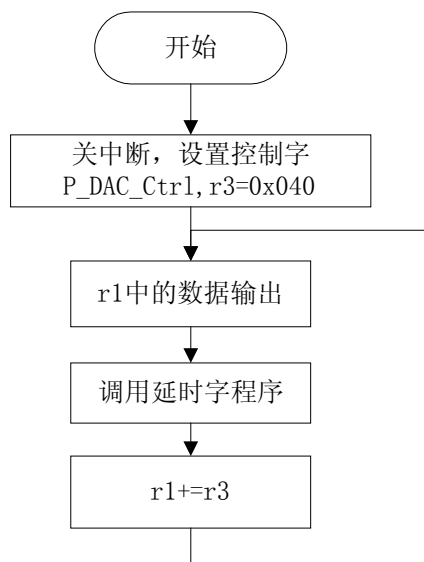 开始
关中断，设置控制字
P_DAC_Ctrl,r3=0x040
r1中的数据输出
调用延时字程序
r1+=r3